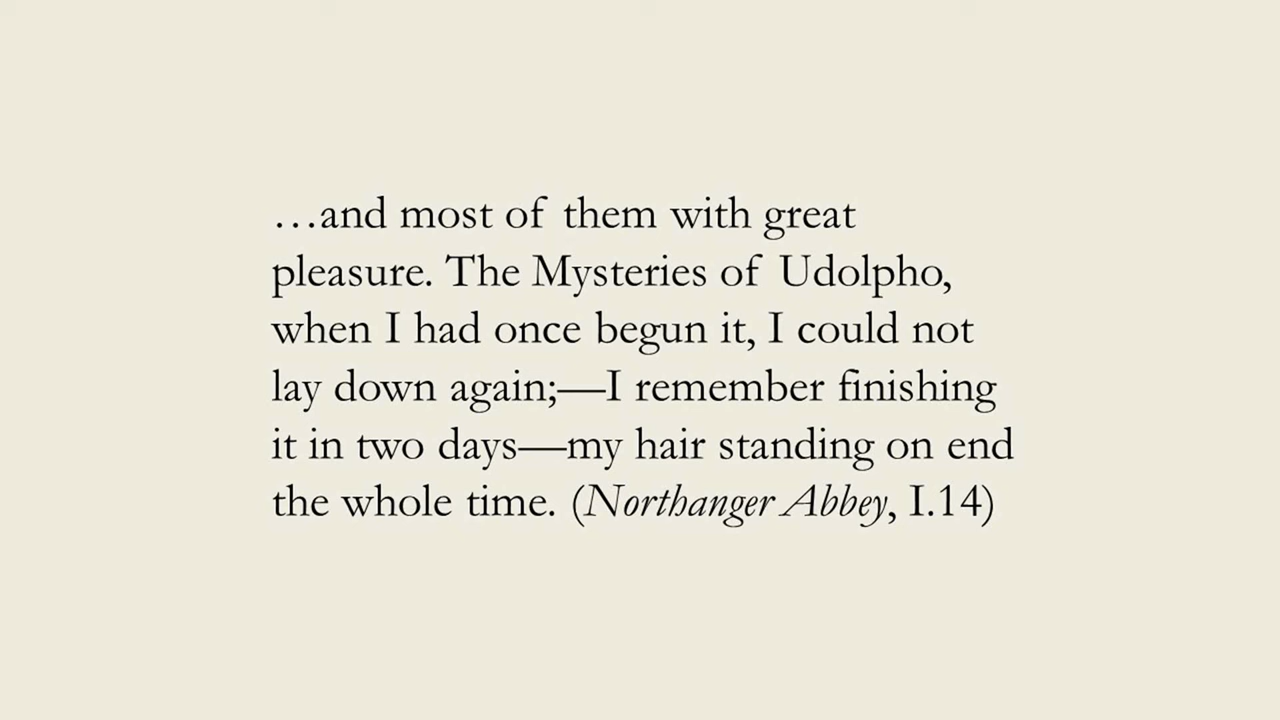 …and most of them with great
pleasure. The Mysteries of Udolpho,
when I had once begun it, I could not
lay down again;—I remember finishing
it in two days—my hair standing on end
the whole time. (Northanger Abbey, I.14)